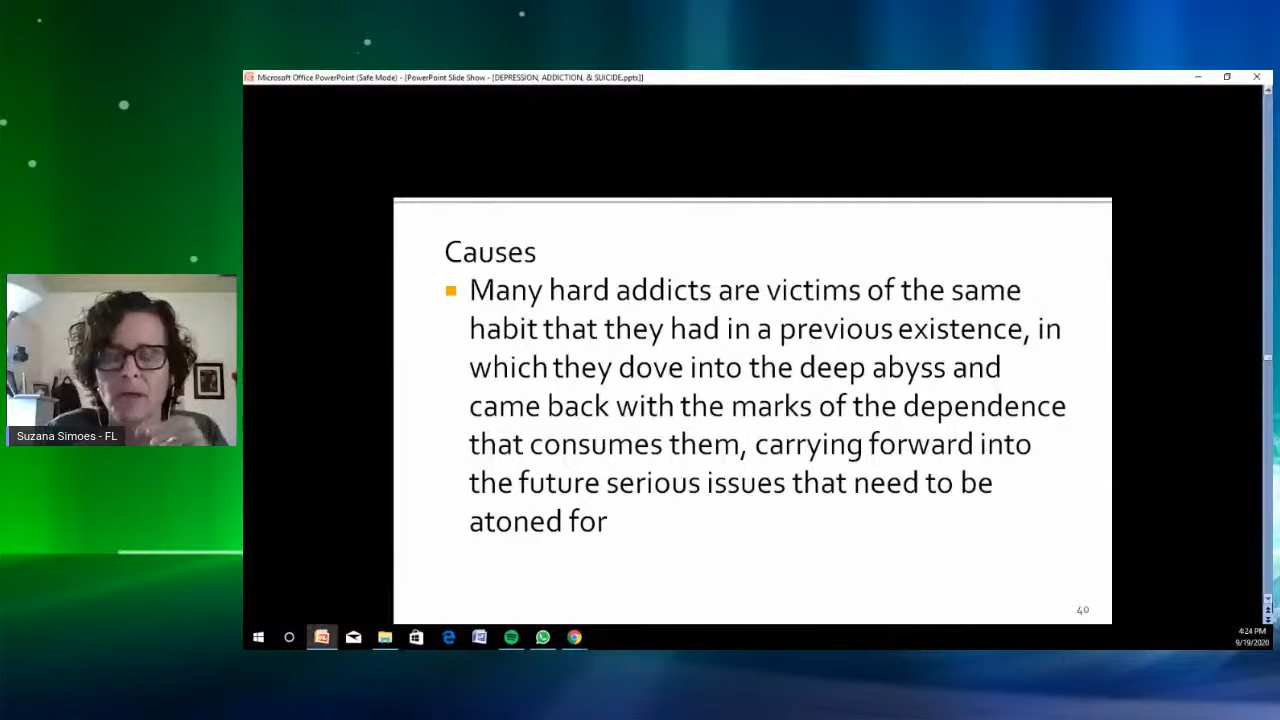 Microsoft Office PowerPoint (Safe Mode) - [PowerPoint Slide Show - [DEPRESSION, ADDICTION, & SUICIDE.pptx]]
Causes
Many hard addicts are victims of the same
habit that they had in a previous existence, in
which they dove into the deep abyss and
came back with the marks of the dependence
that consumes them, carrying forward into
the future serious issues that need to be
atoned for
Suzana Simoes - FL
40
4:24 PM
9/19/2020